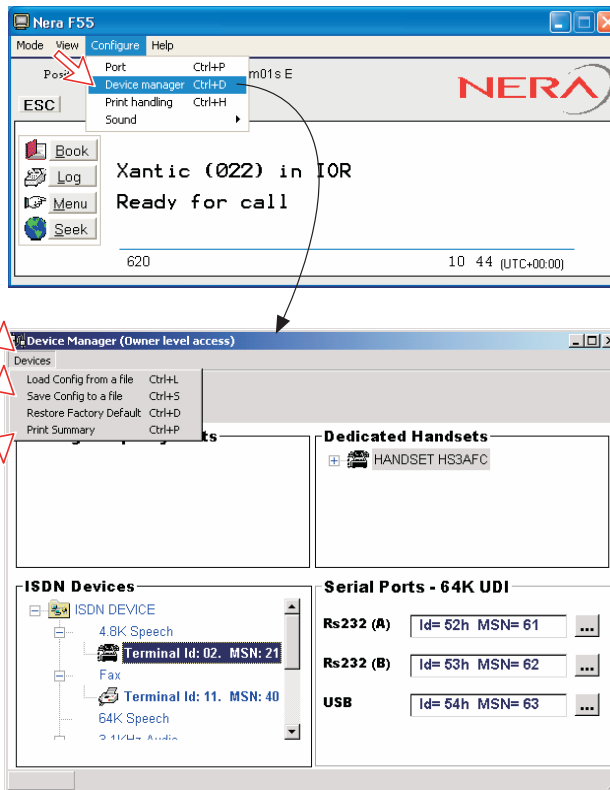 Nera F55
Mode View Configure Help
Port Ctrl+P
m01s E
Device manager Ctrl+D
Print handling Ctrl+H
Sound
ESC
NERA
Book
Log
Menu
Seek
Xantic (022) in IOR
Ready for call
620 10 44 (UTC+00:00)
Device Manager (Owner level access)
Devices
Load Config from a file Ctrl+L
Save Config to a file Ctrl+S
Restore Factory Default Ctrl+D
Print Summary Ctrl+P
Dedicated Handsets
HANDSET HS3AFC
ISDN Devices
ISDN DEVICE
4.8K Speech
Terminal Id: 02. MSN: 21
Fax
Terminal Id: 11. MSN: 40
64K Speech
3.1KHz Audio
Serial Ports - 64K UDI
Rs232 (A) Id= 52h MSN= 61 ...
Rs232 (B) Id= 53h MSN= 62 ...
USB Id= 54h MSN= 63 ...